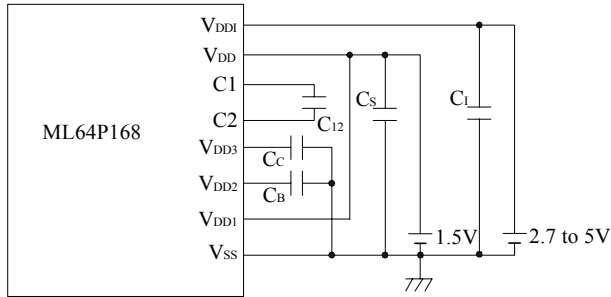 VDDI
VDD
C1
C2
VDD3
VDD2
VDD1
VSS
ML64P168
C12
CC
CB
CS
CI
1.5V
2.7 to 5V